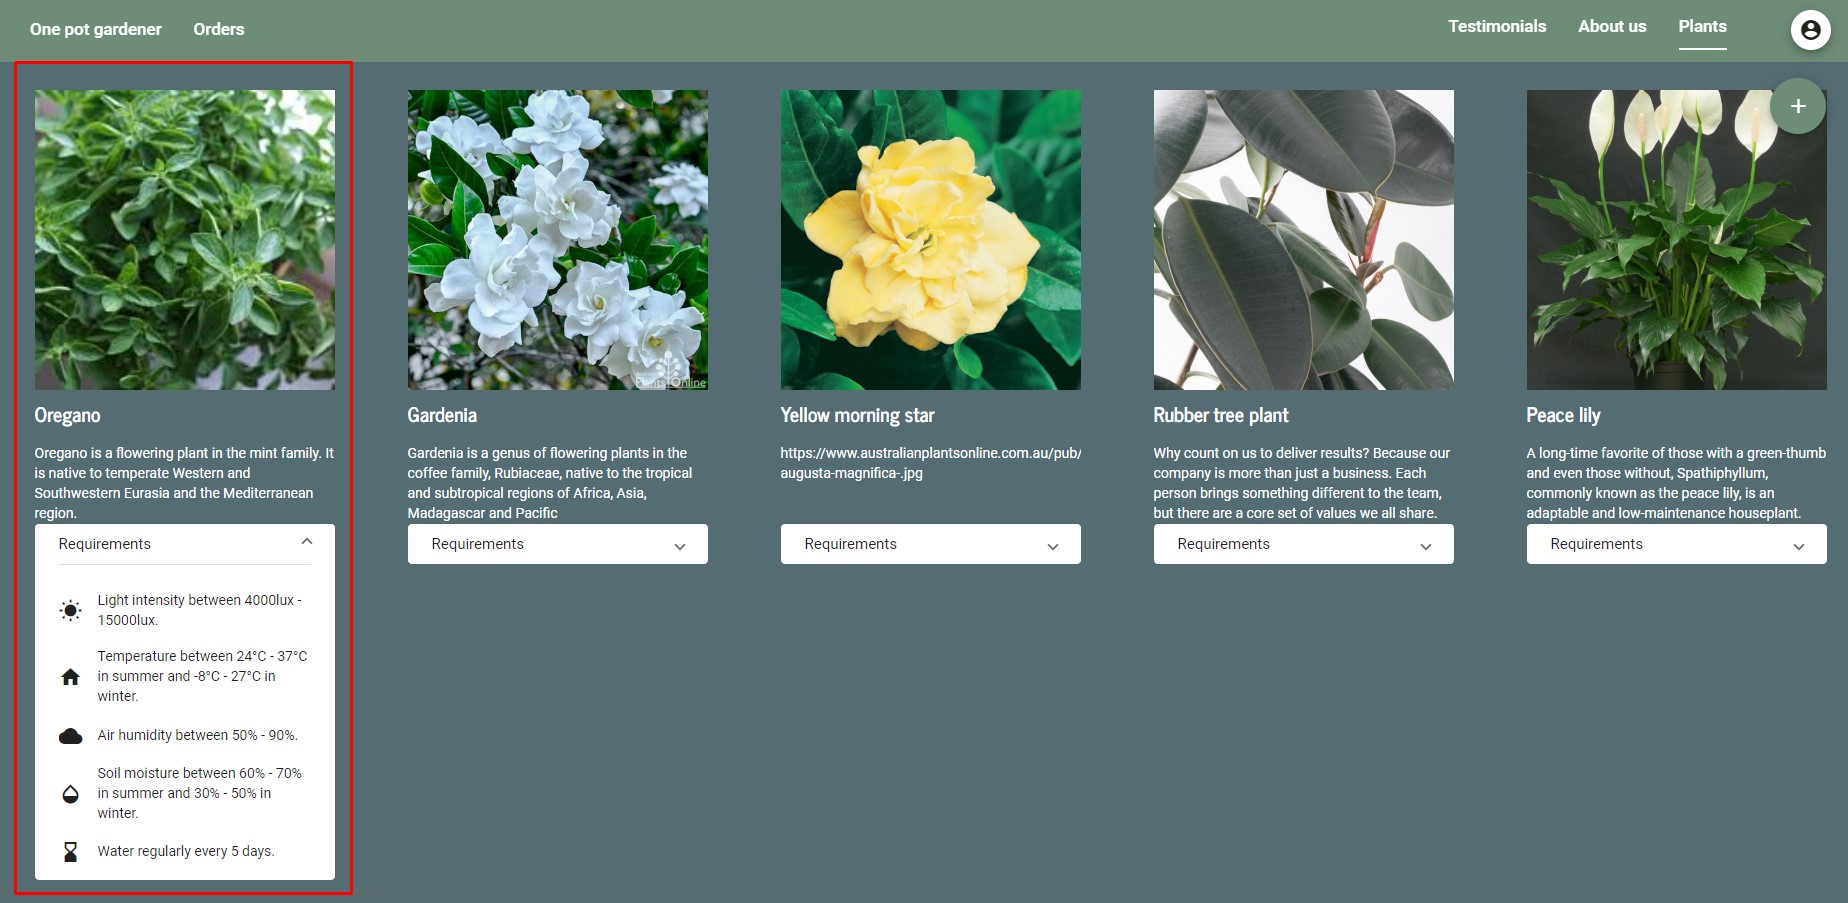 One pot gardener
Orders
Testimonials
About us
Plants
+
Oregano
Oregano is a flowering plant in the mint family. It
is native to temperate Western and
Southwestern Eurasia and the Mediterranean
region.
Requirements
Light intensity between 4000lux -
15000lux.
Temperature between 24°C - 37°C
in summer and -8°C - 27°C in
winter.
Air humidity between 50% - 90%.
Soil moisture between 60% - 70%
in summer and 30% - 50% in
winter.
Water regularly every 5 days.
Plants Online
Gardenia
Gardenia is a genus of flowering plants in the
coffee family, Rubiaceae, native to the tropical
and subtropical regions of Africa, Asia,
Madagascar and Pacific
Requirements
Yellow morning star
https://www.australianplantsonline.com.au/pub/
augusta-magnifica-.jpg
Requirements
Rubber tree plant
Why count on us to deliver results? Because our
company is more than just a business. Each
person brings something different to the team,
but there are a core set of values we all share.
Requirements
Peace lily
A long-time favorite of those with a green-thumb
and even those without, Spathiphyllum,
commonly known as the peace lily, is an
adaptable and low-maintenance houseplant.
Requirements